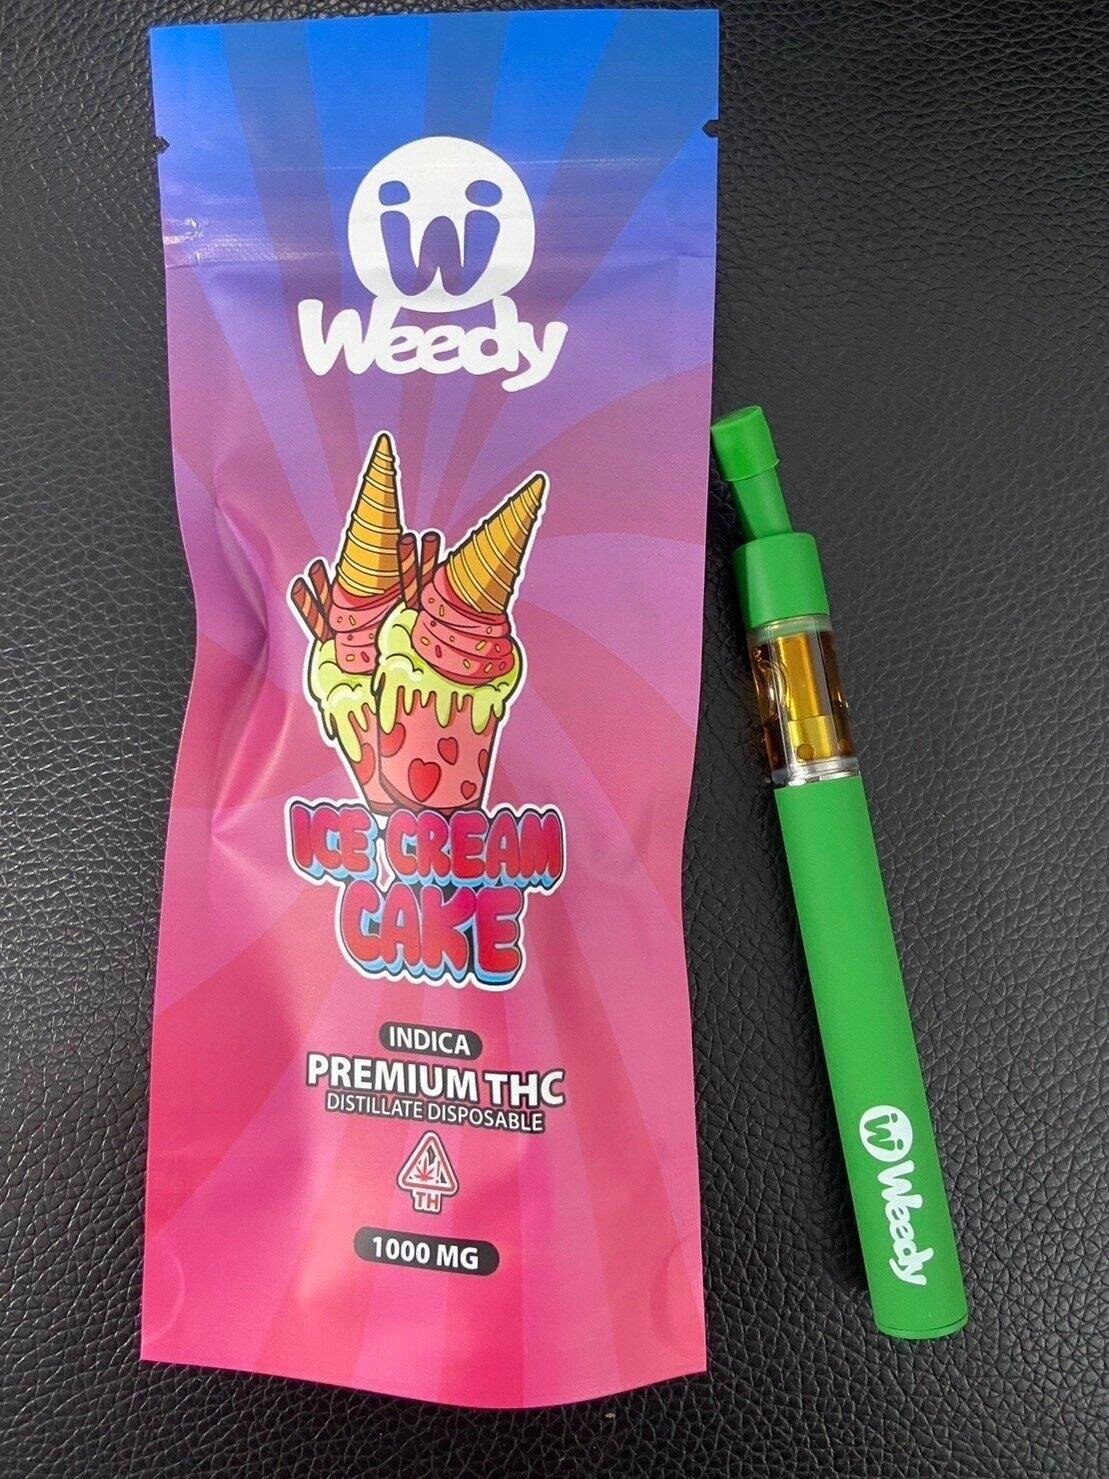 W
Weedy
ICE CREAM
CAKE
INDICA
PREMIUM THC
DISTILLATE DISPOSABLE
TH
1000 MG
W Weedy